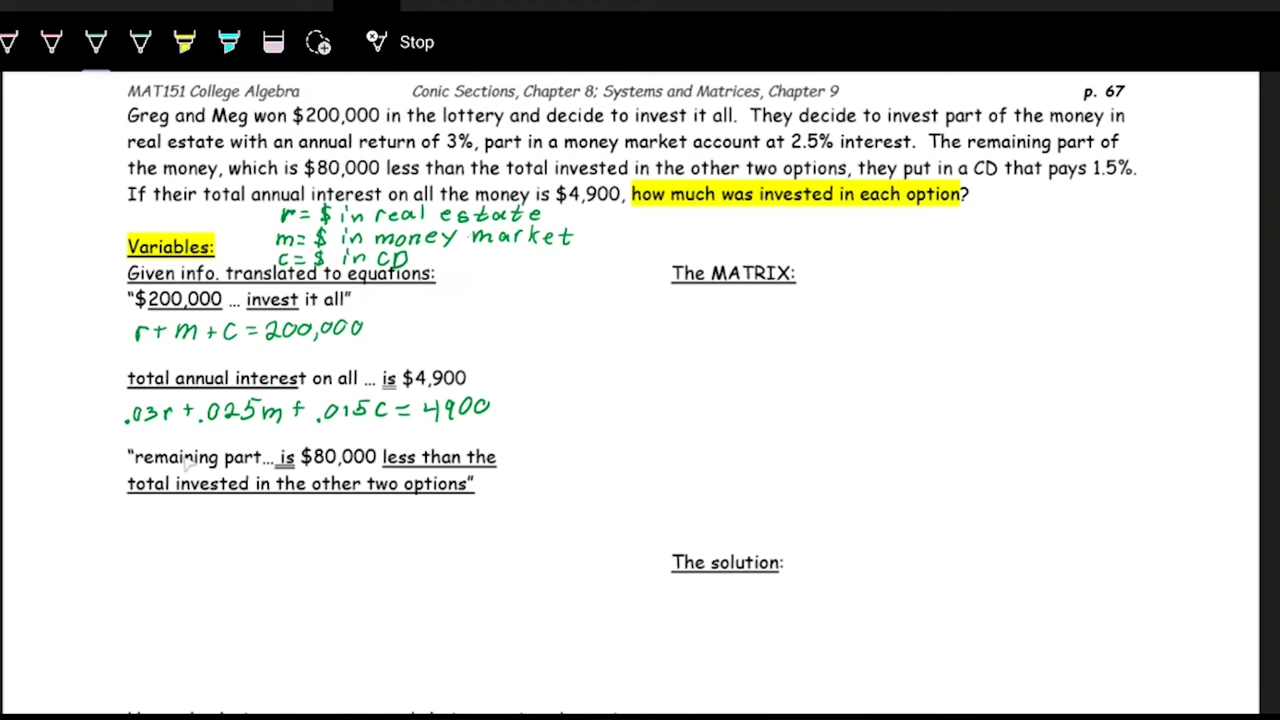 Stop
MAT151 College Algebra Conic Sections, Chapter 8; Systems and Matrices, Chapter 9 p. 67
Greg and Meg won $200,000 in the lottery and decide to invest it all. They decide to invest part of the money in
real estate with an annual return of 3%, part in a money market account at 2.5% interest. The remaining part of
the money, which is $80,000 less than the total invested in the other two options, they put in a CD that pays 1.5%.
If their total annual interest on all the money is $4,900, how much was invested in each option?
r = $ in real estate
m = $ in money market
Variables:
c = $ in CD
Given info. translated to equations: The MATRIX:
"$200,000 … invest it all"
r + m + c = 200,000
total annual interest on all … is $4,900
.03r + .025m + .015c = 4900
"remaining part… is $80,000 less than the
total invested in the other two options"
The solution: